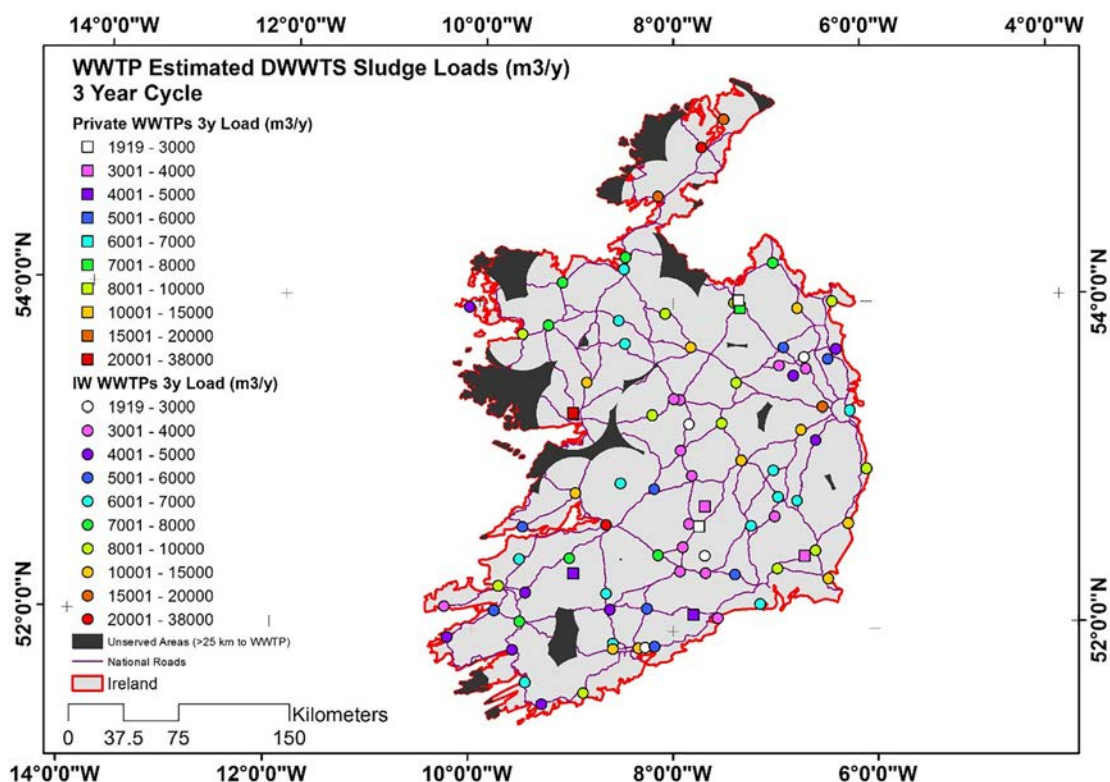 14°0'0"W 12°0'0"W 10°0'0"W 8°0'0"W 6°0'0"W 4°0'0"W
WWTP Estimated DWWTS Sludge Loads (m3/y)
3 Year Cycle
Private WWTPs 3y Load (m3/y)
1919 - 3000
3001 - 4000
4001 - 5000
5001 - 6000
6001 - 7000
7001 - 8000
8001 - 10000
10001 - 15000
15001 - 20000
20001 - 38000
IW WWTPs 3y Load (m3/y)
1919 - 3000
3001 - 4000
4001 - 5000
5001 - 6000
6001 - 7000
7001 - 8000
8001 - 10000
10001 - 15000
15001 - 20000
20001 - 38000
Unserved Areas (>25 km to WWTP)
National Roads
Ireland
Kilometers
0 37.5 75 150
54°0'0"N
52°0'0"N
54°0'0"N
52°0'0"N
14°0'0"W 12°0'0"W 10°0'0"W 8°0'0"W 6°0'0"W